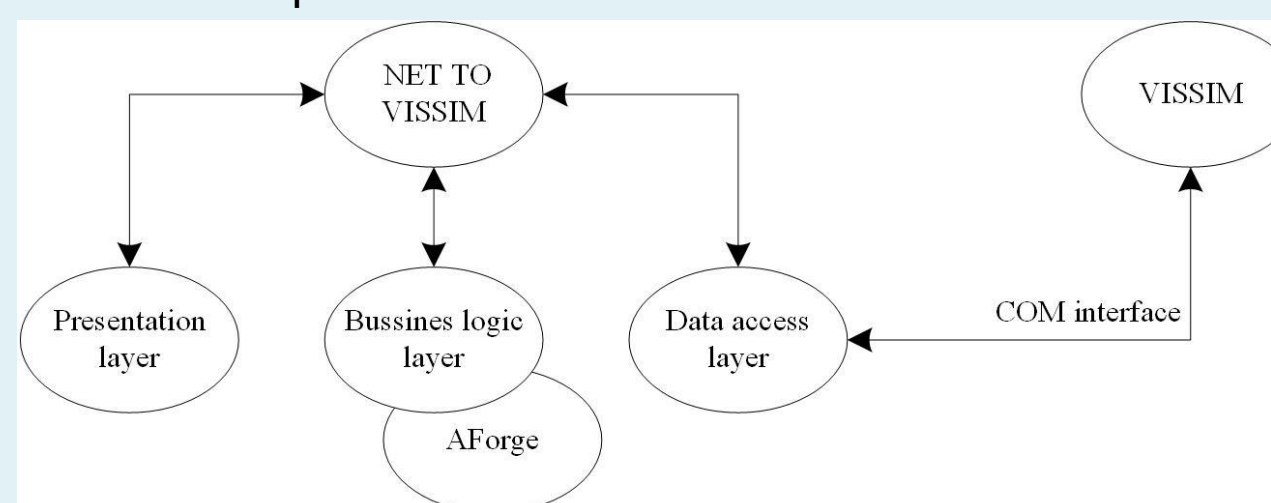 NET TO
VISSIM
VISSIM
Presentation
layer
Bussines logic
layer
Data access
layer
COM interface
AForge